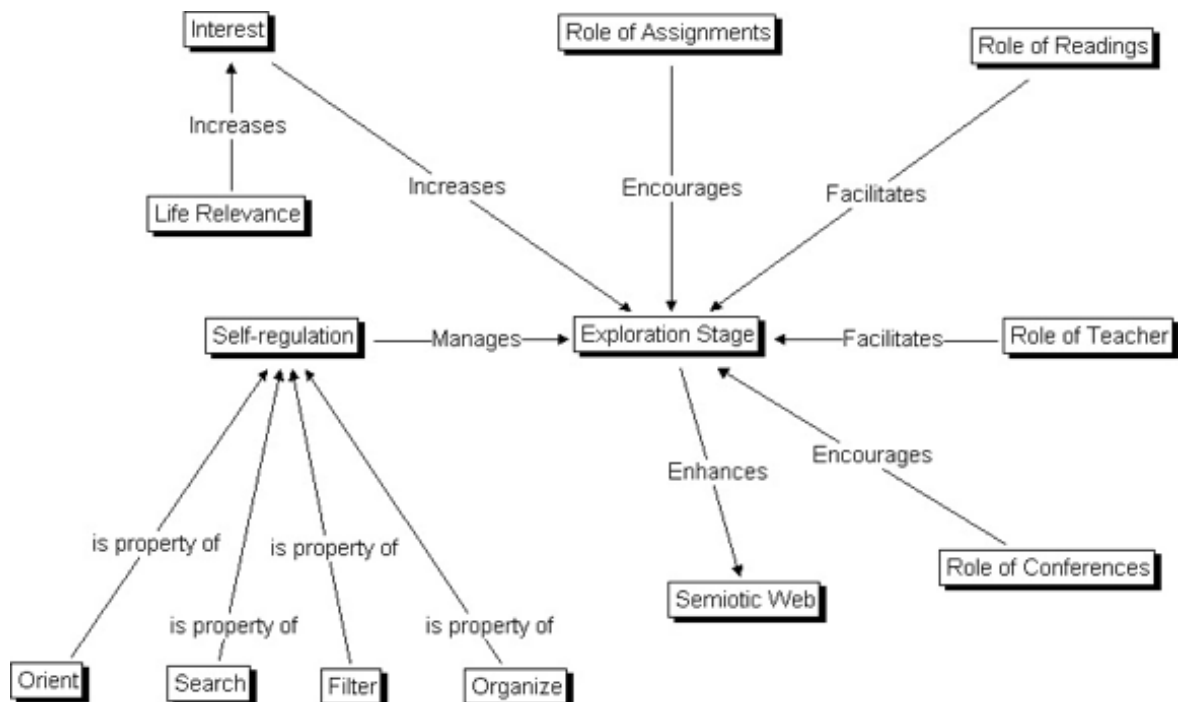 Interest
Role of Assignments
Role of Readings
Increases
Increases
Encourages
Facilitates
Life Relevance
Self-regulation
Manages
Exploration Stage
Facilitates
Role of Teacher
Enhances
Encourages
is property of
is property of
Role of Conferences
Semiotic Web
is property of
is property of
Orient
Search
Filter
Organize